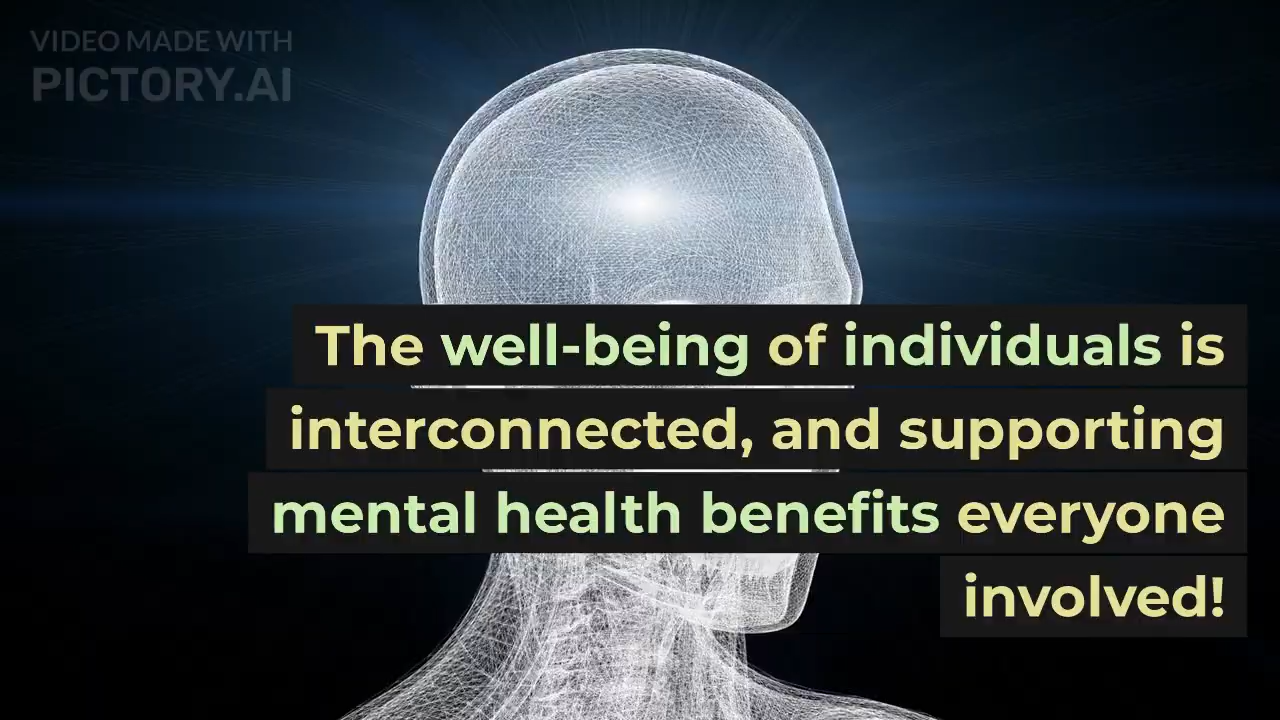 VIDEO MADE WITH
PICTORY.AI
The well-being of individuals is
interconnected, and supporting
mental health benefits everyone
involved!